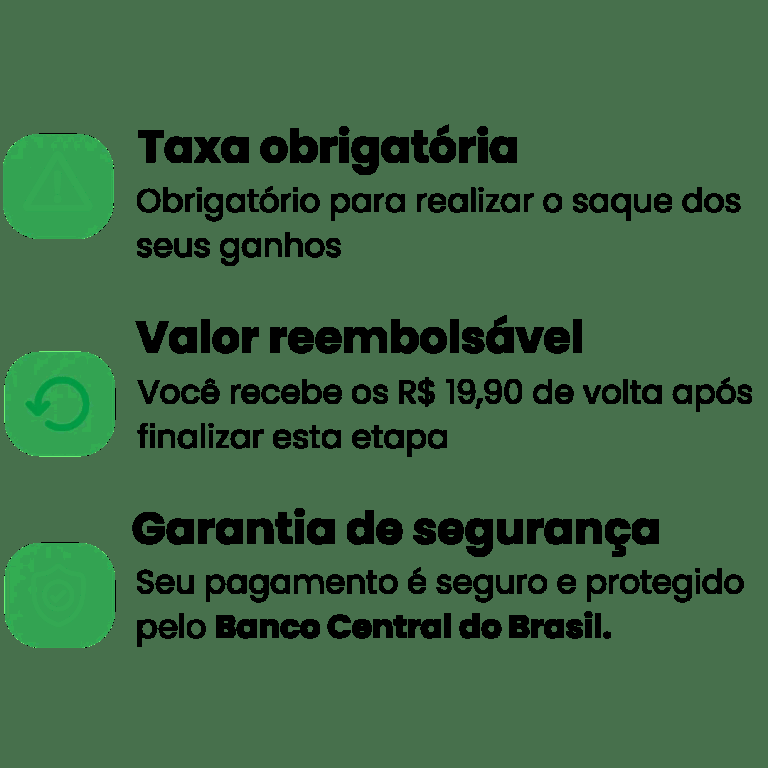 Taxa obrigatória
Obrigatório para realizar o saque dos
seus ganhos
Valor reembolsável
Você recebe os R$ 19,90 de volta após
finalizar esta etapa
Garantia de segurança
Seu pagamento é seguro e protegido
pelo Banco Central do Brasil.